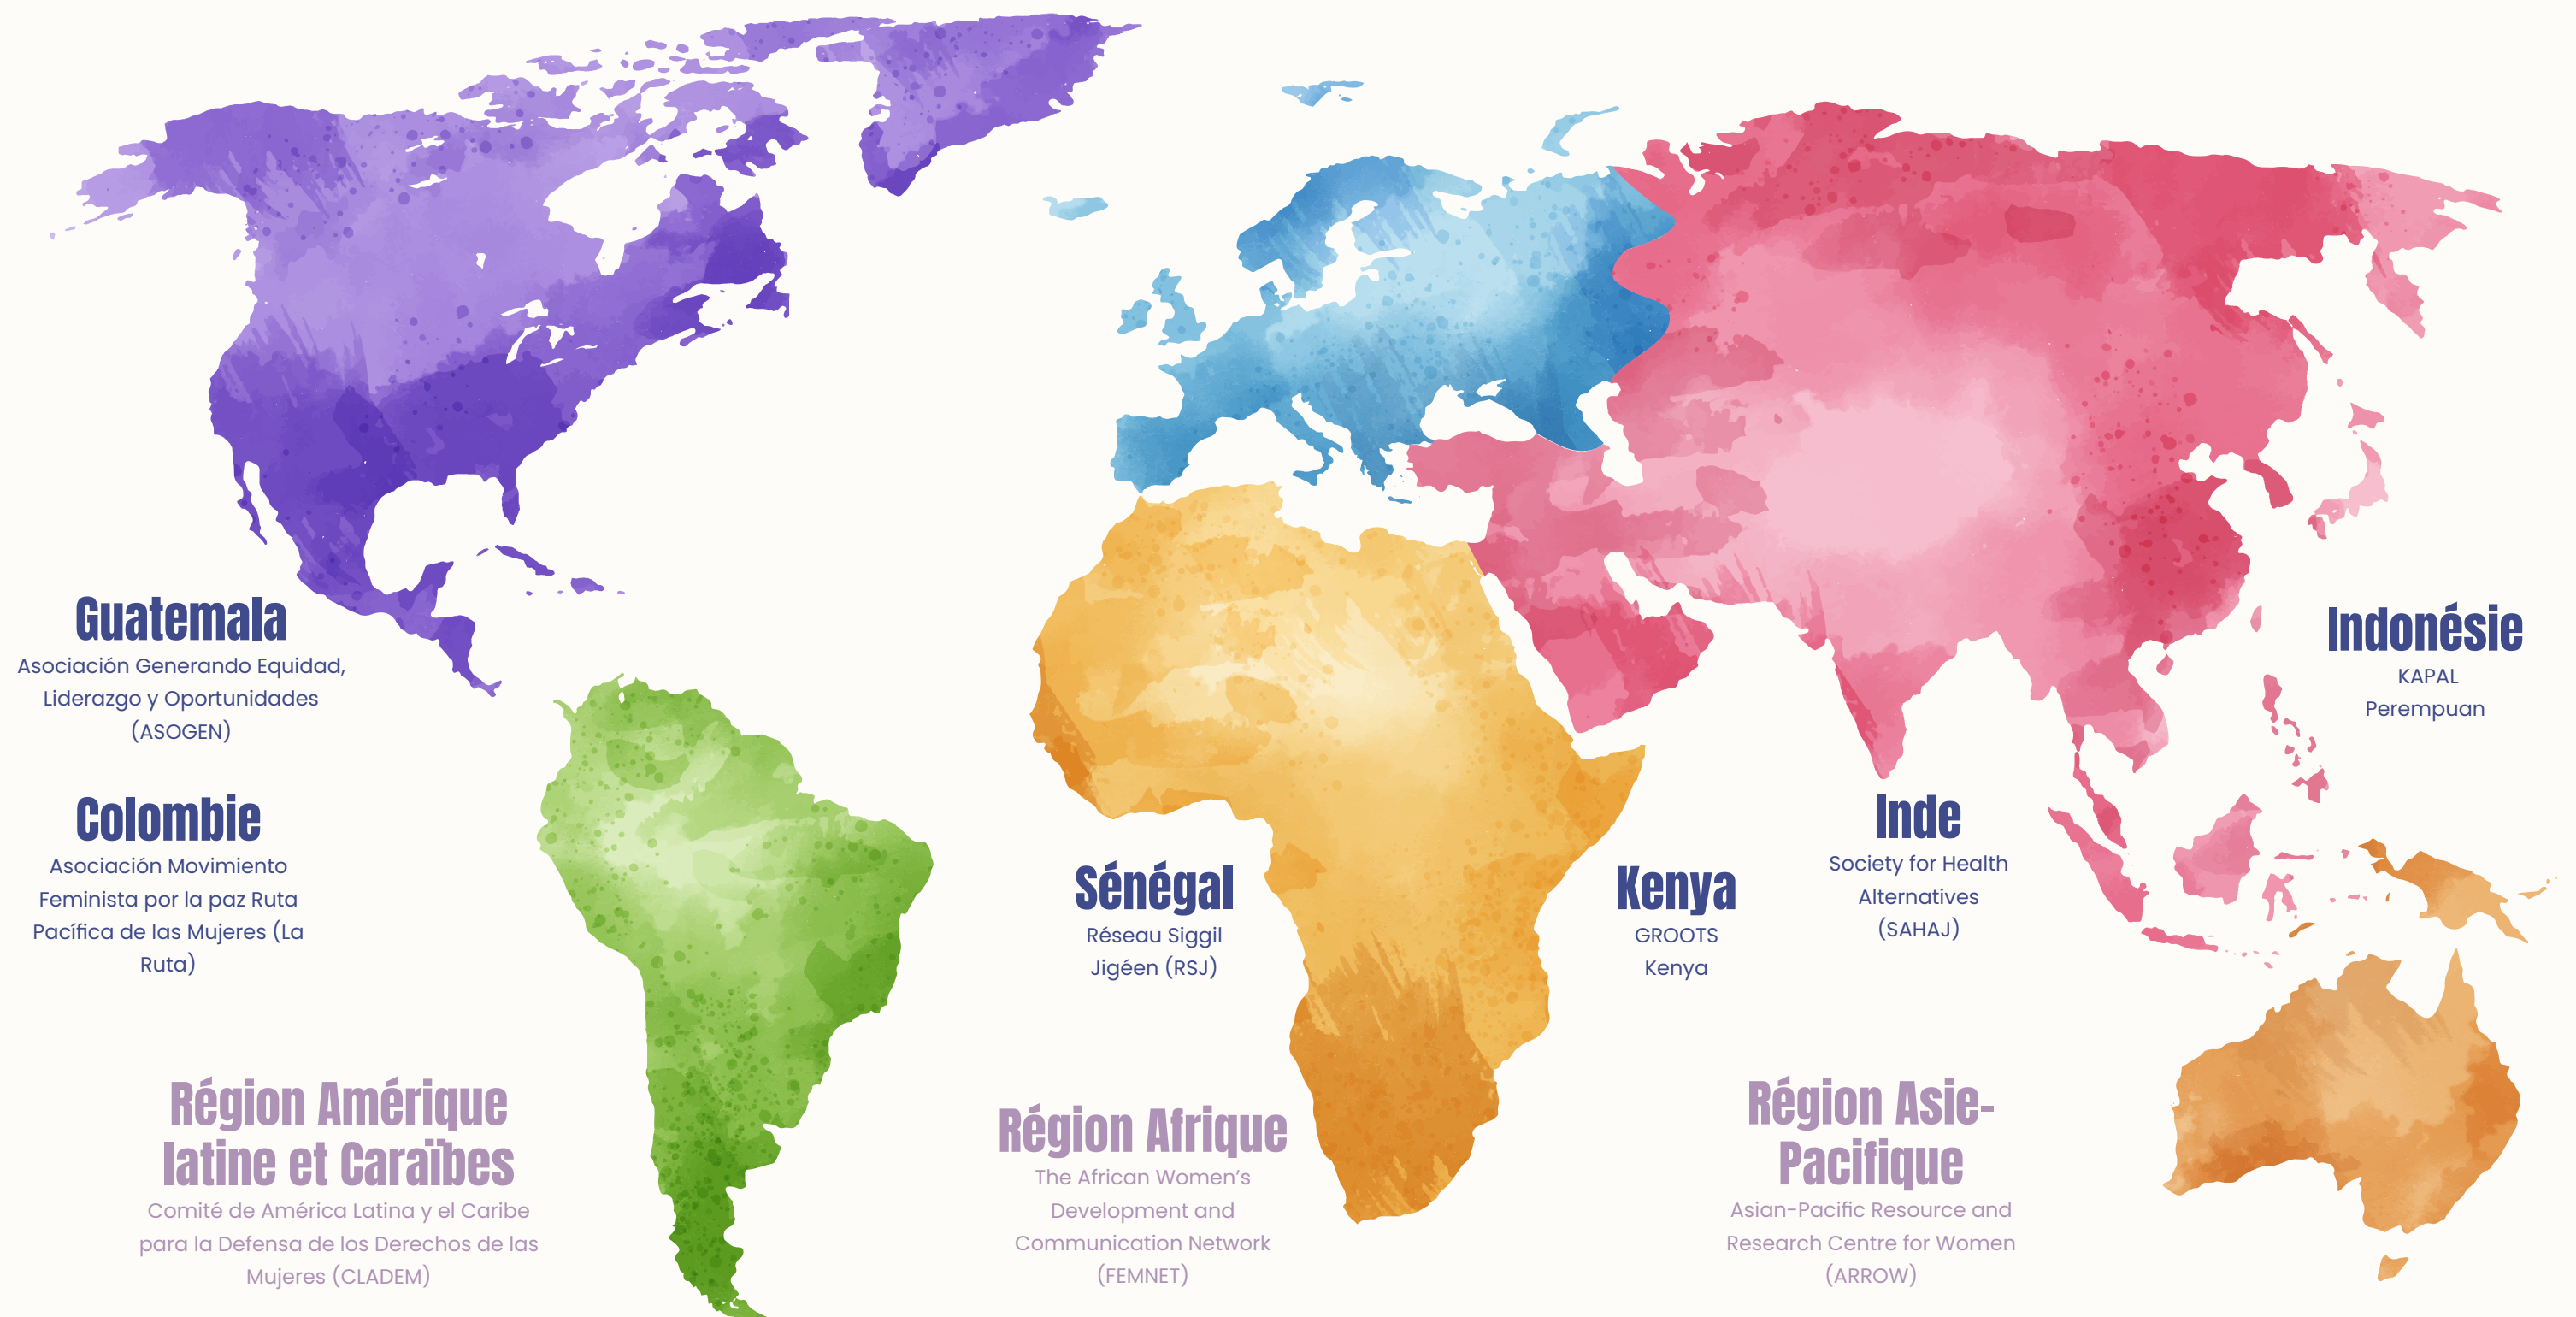 Guatemala
Asociación Generando Equidad,
Liderazgo y Oportunidades
(ASOGEN)
Colombie
Asociación Movimiento
Feminista por la paz Ruta
Pacífica de las Mujeres (La
Ruta)
Région Amérique
latine et Caraïbes
Comité de América Latina y el Caribe
para la Defensa de los Derechos de las
Mujeres (CLADEM)
Sénégal
Réseau Siggil
Jigéen (RSJ)
Kenya
GROOTS
Kenya
Région Afrique
The African Women’s
Development and
Communication Network
(FEMNET)
Inde
Society for Health
Alternatives
(SAHAJ)
Indonésie
KAPAL
Perempuan
Région Asie-
Pacifique
Asian-Pacific Resource and
Research Centre for Women
(ARROW)